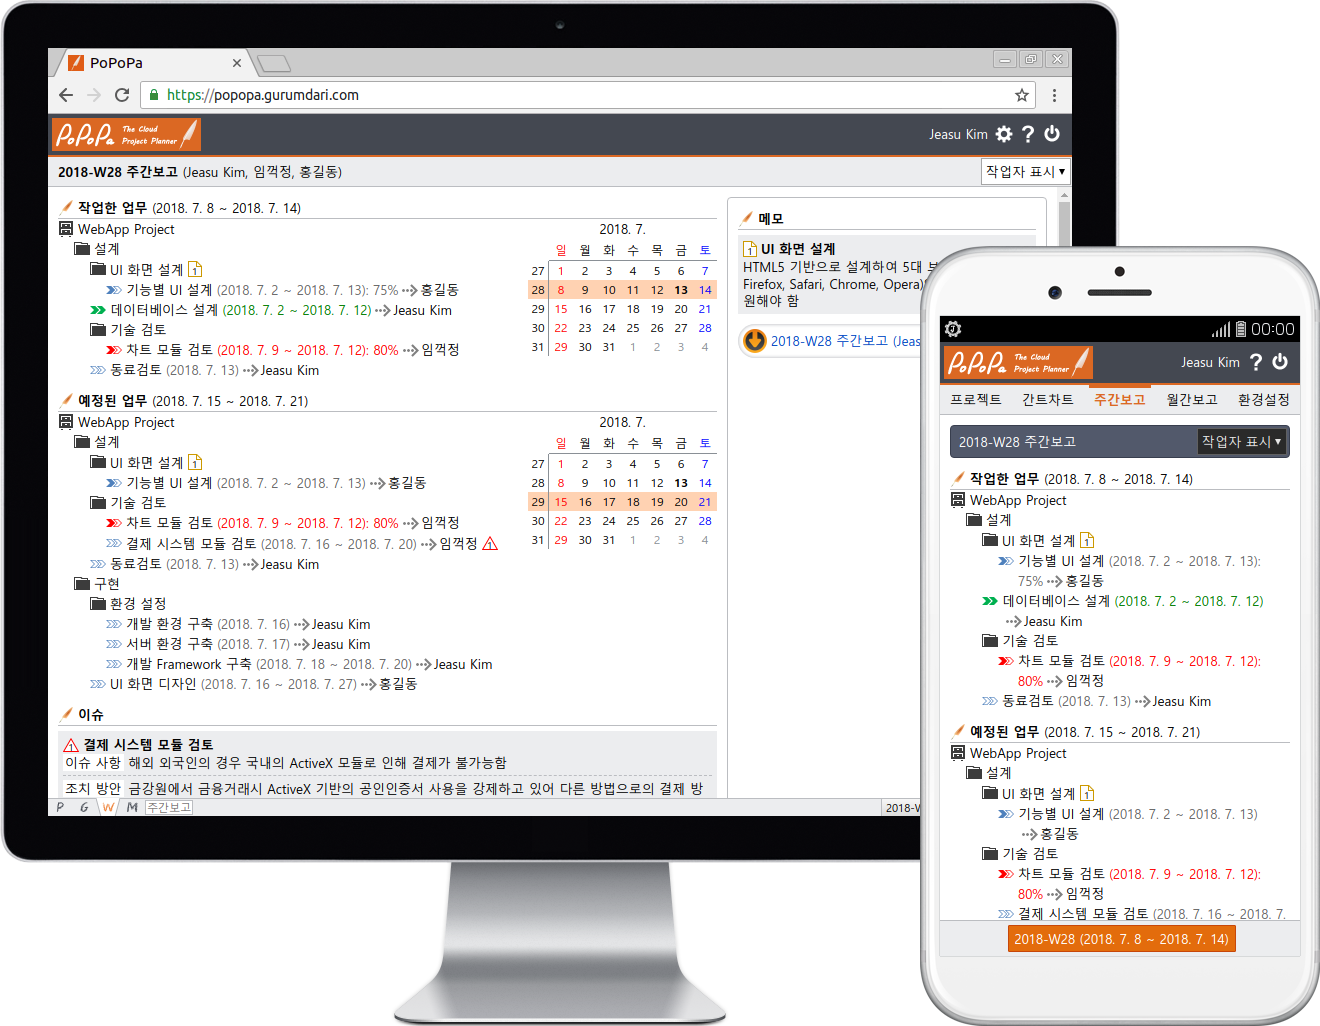 PoPoPa
https://popopa.gurumdari.com
PoPoPa The Cloud Project Planner
Jeasu Kim
2018-W28 주간보고 (Jeasu Kim, 임꺽정, 홍길동)
작업자 표시▼
작업한 업무 (2018. 7. 8 ~ 2018. 7. 14)
WebApp Project
설계
UI 화면 설계 1
기능별 UI 설계 (2018. 7. 2 ~ 2018. 7. 13): 75% 홍길동
데이터베이스 설계 (2018. 7. 2 ~ 2018. 7. 12) Jeasu Kim
기술 검토
차트 모듈 검토 (2018. 7. 9 ~ 2018. 7. 12): 80% 임꺽정
동료검토 (2018. 7. 13) Jeasu Kim
2018. 7.
일 월 화 수 목 금 토
27 1 2 3 4 5 6 7
28 8 9 10 11 12 13 14
29 15 16 17 18 19 20 21
30 22 23 24 25 26 27 28
31 29 30 31 1 2 3 4
예정된 업무 (2018. 7. 15 ~ 2018. 7. 21)
WebApp Project
설계
UI 화면 설계 1
기능별 UI 설계 (2018. 7. 2 ~ 2018. 7. 13) 홍길동
기술 검토
차트 모듈 검토 (2018. 7. 9 ~ 2018. 7. 12): 80% 임꺽정
결제 시스템 모듈 검토 (2018. 7. 16 ~ 2018. 7. 20) 임꺽정 1
동료검토 (2018. 7. 13) Jeasu Kim
구현
환경 설정
개발 환경 구축 (2018. 7. 16) Jeasu Kim
서버 환경 구축 (2018. 7. 17) Jeasu Kim
개발 Framework 구축 (2018. 7. 18 ~ 2018. 7. 20) Jeasu Kim
UI 화면 디자인 (2018. 7. 16 ~ 2018. 7. 27) 홍길동
2018. 7.
일 월 화 수 목 금 토
27 1 2 3 4 5 6 7
28 8 9 10 11 12 13 14
29 15 16 17 18 19 20 21
30 22 23 24 25 26 27 28
31 29 30 31 1 2 3 4
이슈
1 결제 시스템 모듈 검토
이슈 사항 해외 외국인의 경우 국내의 ActiveX 모듈로 인해 결제가 불가능함
조치 방안 금강원에서 금융거래시 ActiveX 기반의 공인인증서 사용을 강제하고 있어 다른 방법으로의 결제 방
P G W M 주간보고
2018-W
메모
1 UI 화면 설계
HTML5 기반으로 설계하여 5대
Firefox, Safari, Chrome, Opera)
원해야 함
2018-W28 주간보고 (Jeas
00:00
PoPoPa The Cloud Project Planner
Jeasu Kim ?
프로젝트 간트차트 주간보고 월간보고 환경설정
2018-W28 주간보고
작업자 표시▼
작업한 업무 (2018. 7. 8 ~ 2018. 7. 14)
WebApp Project
설계
UI 화면 설계 1
기능별 UI 설계 (2018. 7. 2 ~ 2018. 7. 13):
75% 홍길동
데이터베이스 설계 (2018. 7. 2 ~ 2018. 7. 12)
Jeasu Kim
기술 검토
차트 모듈 검토 (2018. 7. 9 ~ 2018. 7. 12):
80% 임꺽정
동료검토 (2018. 7. 13) Jeasu Kim
예정된 업무 (2018. 7. 15 ~ 2018. 7. 21)
WebApp Project
설계
UI 화면 설계 1
기능별 UI 설계 (2018. 7. 2 ~ 2018. 7. 13)
홍길동
기술 검토
차트 모듈 검토 (2018. 7. 9 ~ 2018. 7. 12):
80% 임꺽정
결제 시스템 모듈 검토 (2018. 7. 16 ~ 2018. 7.
2018-W28 (2018. 7. 8 ~ 2018. 7. 14)